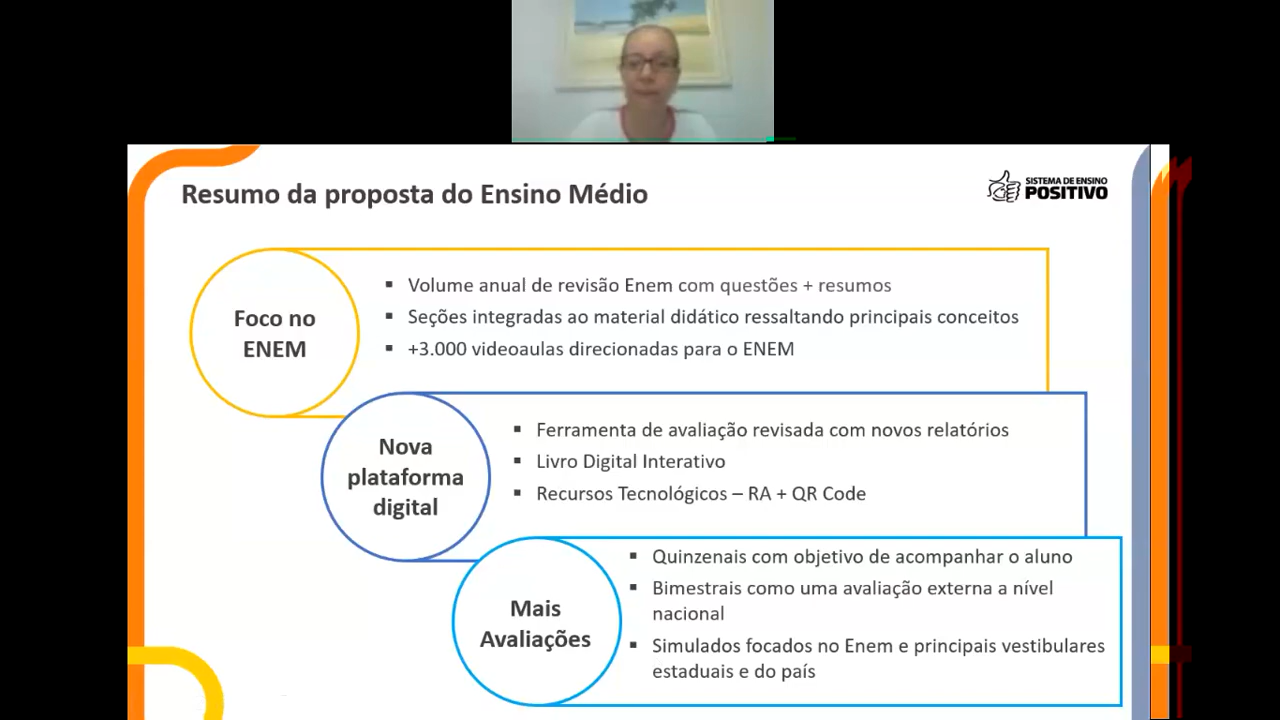 Resumo da proposta do Ensino Médio
SISTEMA DE ENSINO
POSITIVO
Foco no
ENEM
▪ Volume anual de revisão Enem com questões + resumos
▪ Seções integradas ao material didático ressaltando principais conceitos
▪ +3.000 videoaulas direcionadas para o ENEM
Nova
plataforma
digital
▪ Ferramenta de avaliação revisada com novos relatórios
▪ Livro Digital Interativo
▪ Recursos Tecnológicos – RA + QR Code
Mais
Avaliações
▪ Quinzenais com objetivo de acompanhar o aluno
▪ Bimestrais como uma avaliação externa a nível
nacional
▪ Simulados focados no Enem e principais vestibulares
estaduais e do país